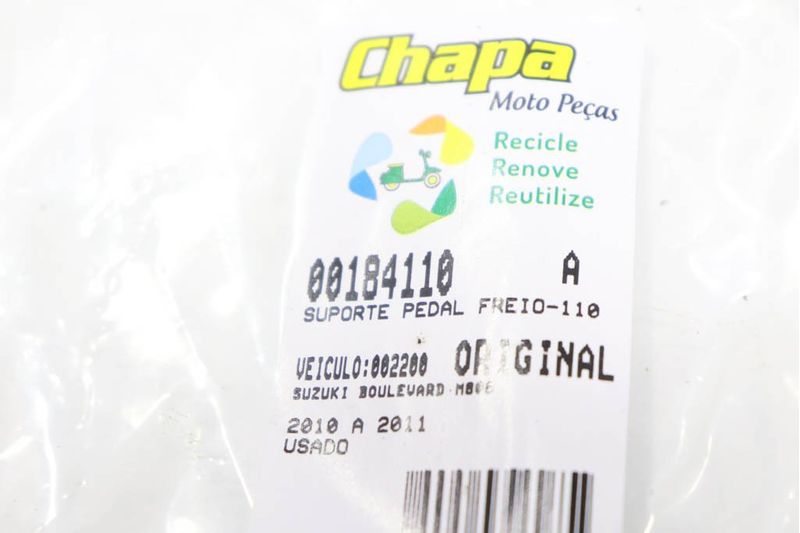 Chapa
Moto Peças
Recicle
Renove
Reutilize
00184110 A
SUPORTE PEDAL FREIO-110
VEICULO:002200 ORIGINAL
SUZUKI BOULEVARD
2010 A 2011
USADO